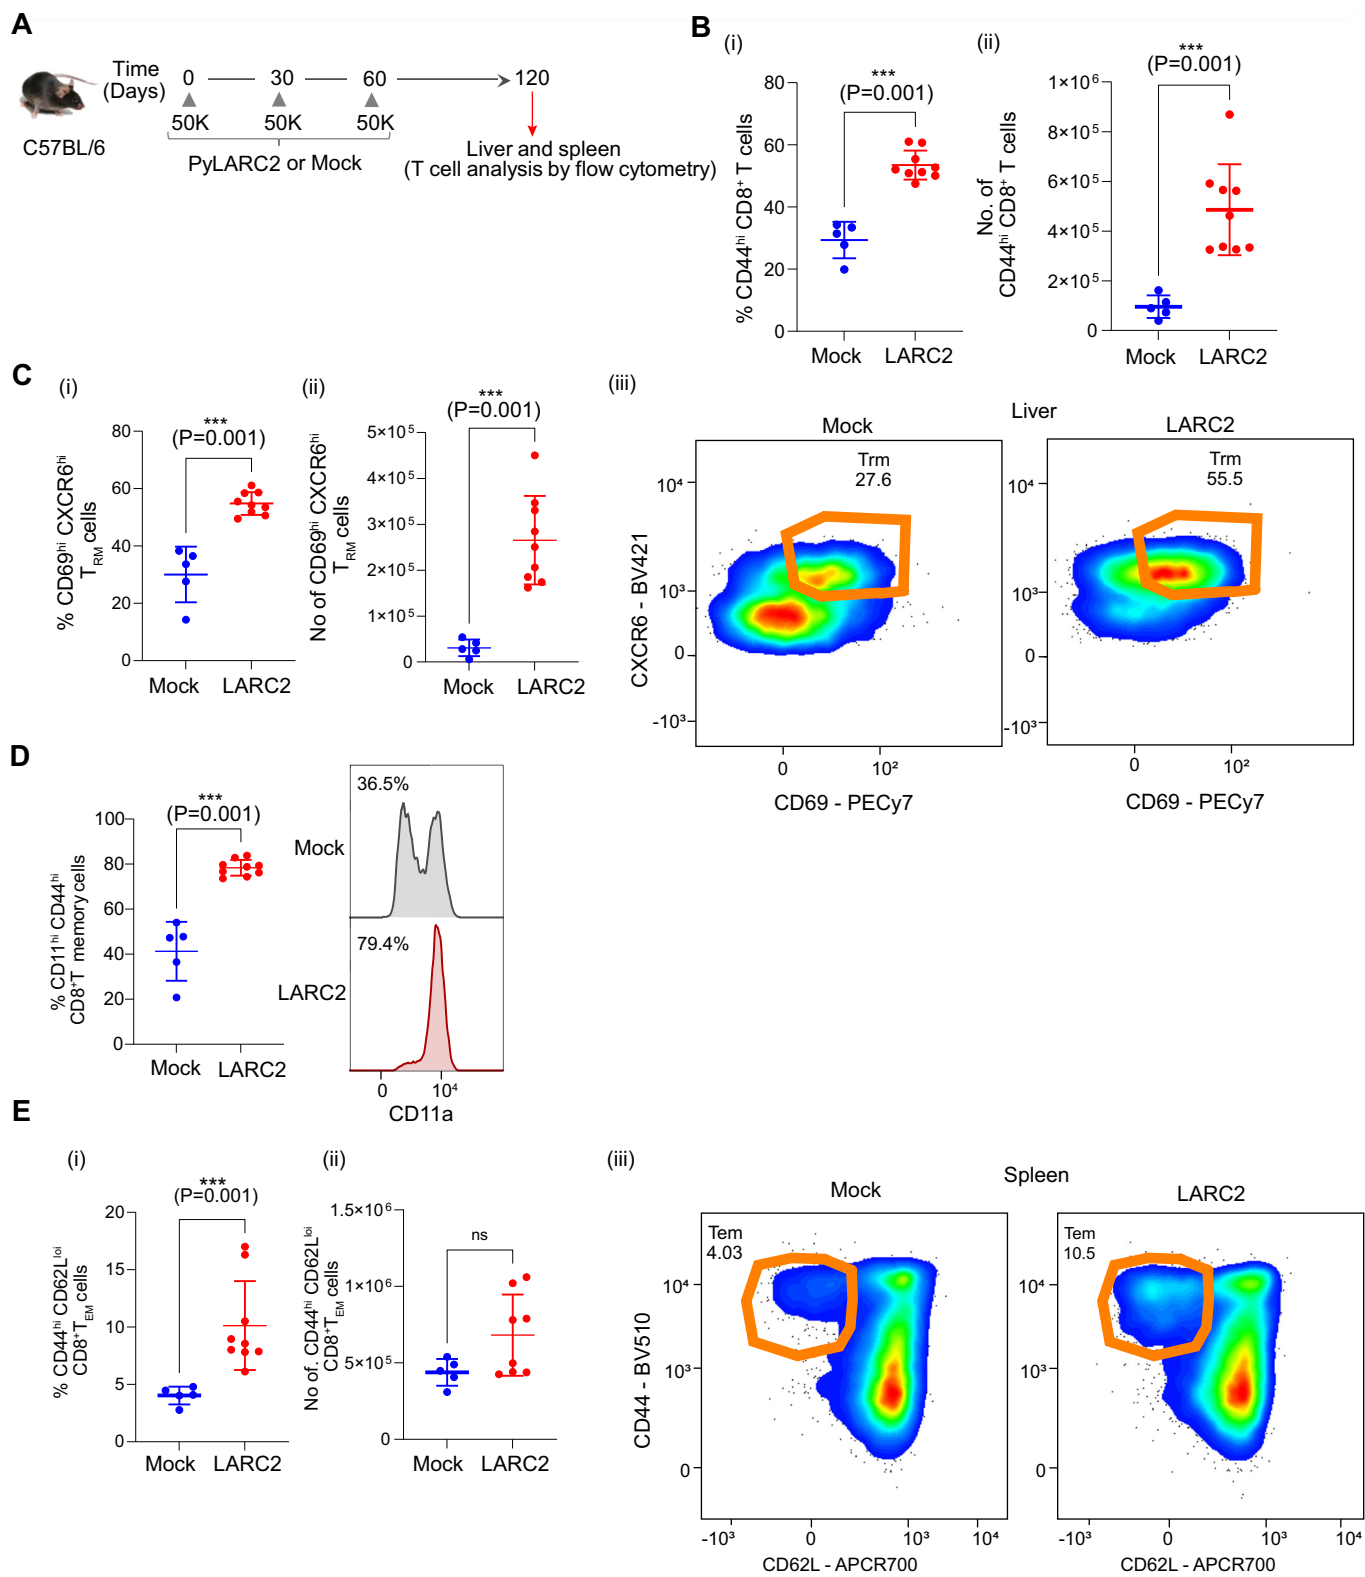 A
Time
(Days)
0
30
60
120
50K
50K
50K
C57BL/6
PyLARC2 or Mock
Liver and spleen
(T cell analysis by flow cytometry)
B
(i)
***
(P=0.001)
% CD44ʰⁱ CD8⁺ T cells
80
60
40
20
0
Mock
LARC2
(ii)
***
(P=0.001)
No. of
CD44ʰⁱ CD8⁺ T cells
1×10⁶
8×10⁵
6×10⁵
4×10⁵
2×10⁵
0
Mock
LARC2
C
(i)
***
(P=0.001)
% CD69ʰⁱ CXCR6ʰⁱ
T_RM cells
80
60
40
20
0
Mock
LARC2
(ii)
***
(P=0.001)
No of CD69ʰⁱ CXCR6ʰⁱ
T_RM cells
5×10⁵
4×10⁵
3×10⁵
2×10⁵
1×10⁵
0
Mock
LARC2
(iii)
Liver
Mock
LARC2
Trm
27.6
Trm
55.5
CXCR6 - BV421
10⁴
10³
0
-10³
0
10²
CD69 - PECy7
10⁴
10³
0
-10³
0
10²
CD69 - PECy7
D
***
(P=0.001)
% CD11ʰⁱ CD44ʰⁱ
CD8⁺T memory cells
100
80
60
40
20
0
Mock
LARC2
36.5%
Mock
79.4%
LARC2
0
10⁴
CD11a
E
(i)
***
(P=0.001)
% CD44ʰⁱ CD62Lˡᵒⁱ
CD8⁺T_EM cells
20
15
10
5
0
Mock
LARC2
(ii)
ns
No of. CD44ʰⁱ CD62Lˡᵒⁱ
CD8⁺T_EM cells
1.5×10⁶
1×10⁶
5×10⁵
0
Mock
LARC2
(iii)
Spleen
Mock
LARC2
Tem
4.03
Tem
10.5
CD44 - BV510
10⁴
10³
0
-10³
0
10³
10⁴
CD62L - APCR700
10⁴
10³
0
-10³
0
10³
10⁴
CD62L - APCR700